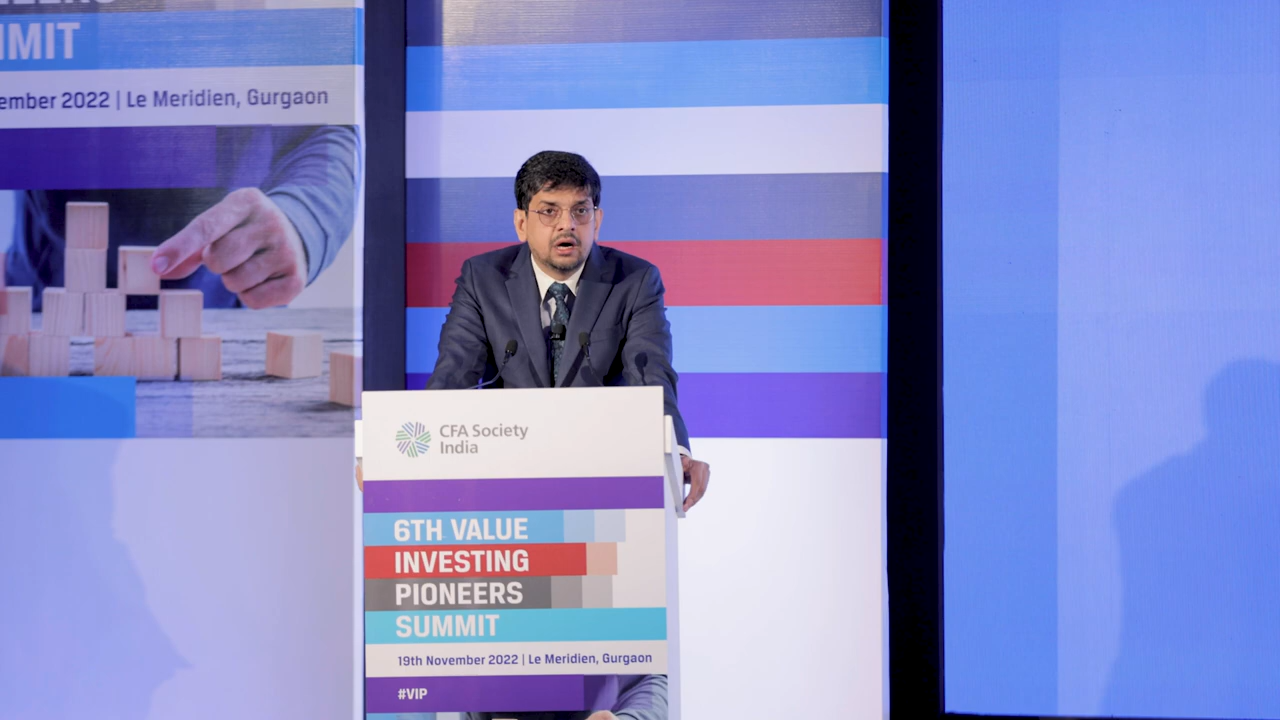 MMIT
ember 2022 | Le Meridien, Gurgaon
CFA Society
India
6TH VALUE
INVESTING
PIONEERS
SUMMIT
19th November 2022 | Le Meridien, Gurgaon
#VIP